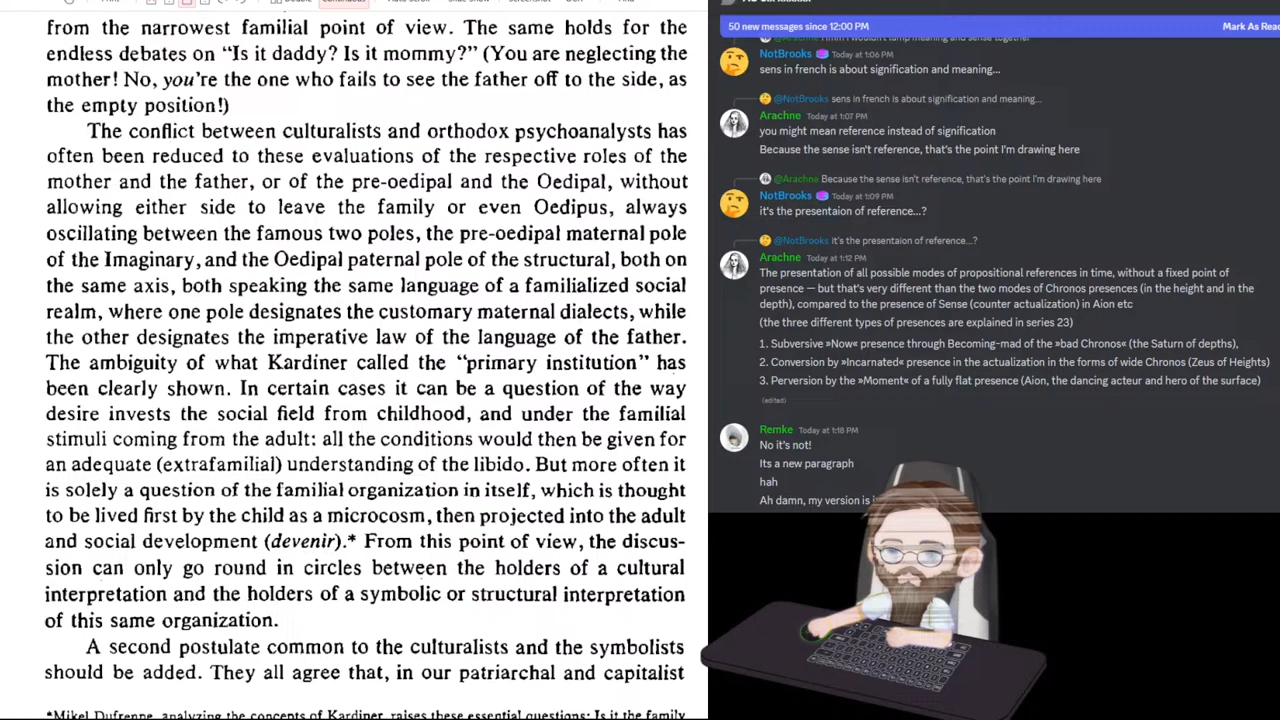 from the narrowest familial point of view. The same holds for the
endless debates on “Is it daddy? Is it mommy?” (You are neglecting the
mother! No, you’re the one who fails to see the father off to the side, as
the empty position!)
The conflict between culturalists and orthodox psychoanalysts has
often been reduced to these evaluations of the respective roles of the
mother and the father, or of the pre-oedipal and the Oedipal, without
allowing either side to leave the family or even Oedipus, always
oscillating between the famous two poles, the pre-oedipal maternal pole
of the Imaginary, and the Oedipal paternal pole of the structural, both on
the same axis, both speaking the same language of a familialized social
realm, where one pole designates the customary maternal dialects, while
the other designates the imperative law of the language of the father.
The ambiguity of what Kardiner called the “primary institution” has
been clearly shown. In certain cases it can be a question of the way
desire invests the social field from childhood, and under the familial
stimuli coming from the adult: all the conditions would then be given for
an adequate (extrafamilial) understanding of the libido. But more often it
is solely a question of the familial organization in itself, which is thought
to be lived first by the child as a microcosm, then projected into the adult
and social development (devenir).* From this point of view, the discus-
sion can only go round in circles between the holders of a cultural
interpretation and the holders of a symbolic or structural interpretation
of this same organization.
A second postulate common to the culturalists and the symbolists
should be added. They all agree that, in our patriarchal and capitalist
*Mikel Dufrenne, analyzing the concepts of Kardiner, raises these essential questions: Is it the family
50 new messages since 12:00 PM
Mark As Read
NotBrooks Today at 1:06 PM
sens in french is about signification and meaning...
@NotBrooks sens in french is about signification and meaning...
Arachne Today at 1:07 PM
you might mean reference instead of signification
Because the sense isn't reference, that's the point I'm drawing here
@Arachne Because the sense isn't reference, that's the point I'm drawing here
NotBrooks Today at 1:09 PM
it's the presentaion of reference...?
@NotBrooks it's the presentaion of reference...?
Arachne Today at 1:12 PM
The presentation of all possible modes of propositional references in time, without a fixed point of
presence — but that's very different than the two modes of Chronos presences (in the height and in the
depth), compared to the presence of Sense (counter actualization) in Aion etc
(the three different types of presences are explained in series 23)
1. Subversive »Now« presence through Becoming-mad of the »bad Chronos« (the Saturn of depths),
2. Conversion by »Incarnated« presence in the actualization in the forms of wide Chronos (Zeus of Heights)
3. Perversion by the »Moment« of a fully flat presence (Aion, the dancing acteur and hero of the surface)
(edited)
Remke Today at 1:18 PM
No it's not!
Its a new paragraph
hah
Ah damn, my version is